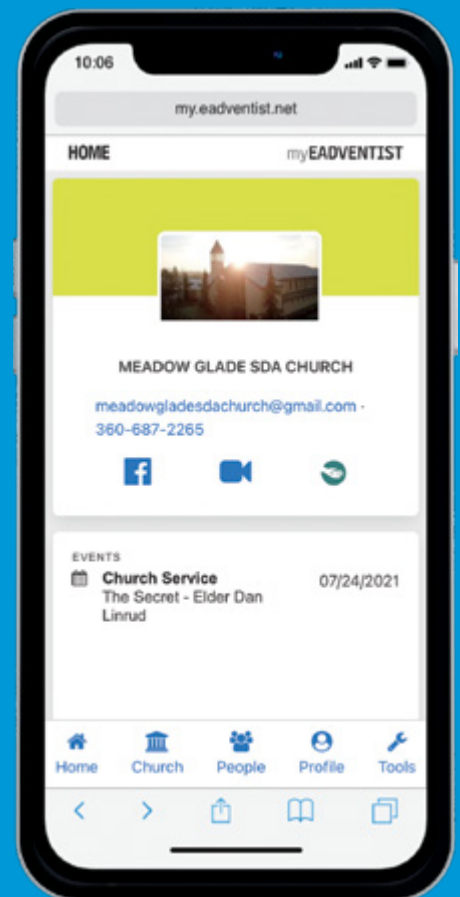 10:06
my.eadventist.net
HOME
myEADVENTIST
MEADOW GLADE SDA CHURCH
meadowgladesdachurch@gmail.com -
360-687-2265
EVENTS
Church Service
07/24/2021
The Secret - Elder Dan
Linrud
Home
Church
People
Profile
Tools